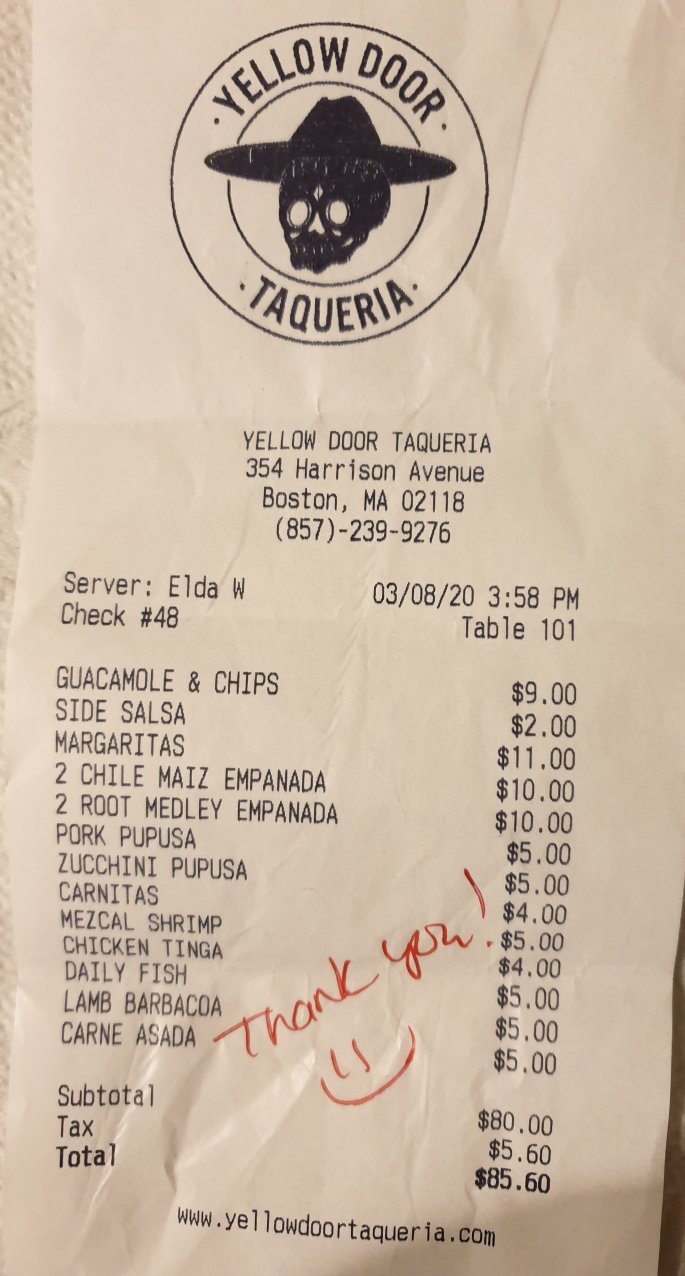 · YELLOW DOOR ·
· TAQUERIA ·
YELLOW DOOR TAQUERIA
354 Harrison Avenue
Boston, MA 02118
(857)-239-9276
Server: Elda W 03/08/20 3:58 PM
Check #48 Table 101
GUACAMOLE & CHIPS $9.00
SIDE SALSA $2.00
MARGARITAS $11.00
2 CHILE MAIZ EMPANADA $10.00
2 ROOT MEDLEY EMPANADA $10.00
PORK PUPUSA $5.00
ZUCCHINI PUPUSA $5.00
CARNITAS $4.00
MEZCAL SHRIMP $5.00
CHICKEN TINGA $4.00
DAILY FISH $5.00
LAMB BARBACOA $5.00
CARNE ASADA $5.00
Thank you!
Subtotal $80.00
Tax $5.60
Total $85.60
www.yellowdoortaqueria.com